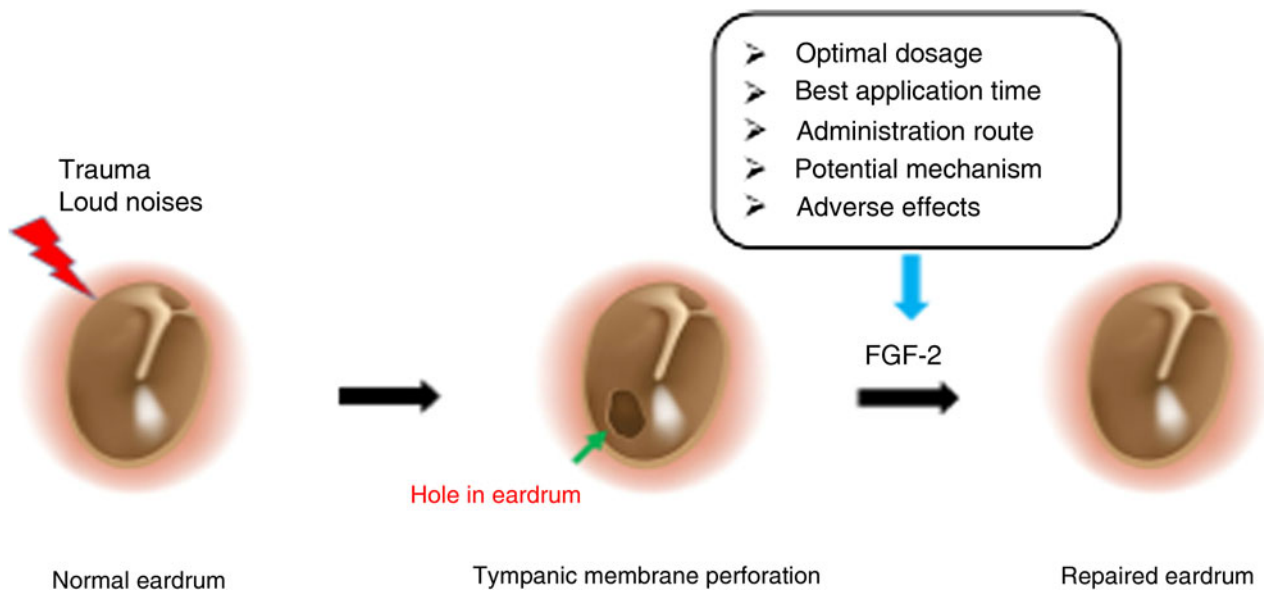 Optimal dosage
Best application time
Administration route
Potential mechanism
Adverse effects
Trauma
Loud noises
FGF-2
Hole in eardrum
Normal eardrum
Tympanic membrane perforation
Repaired eardrum